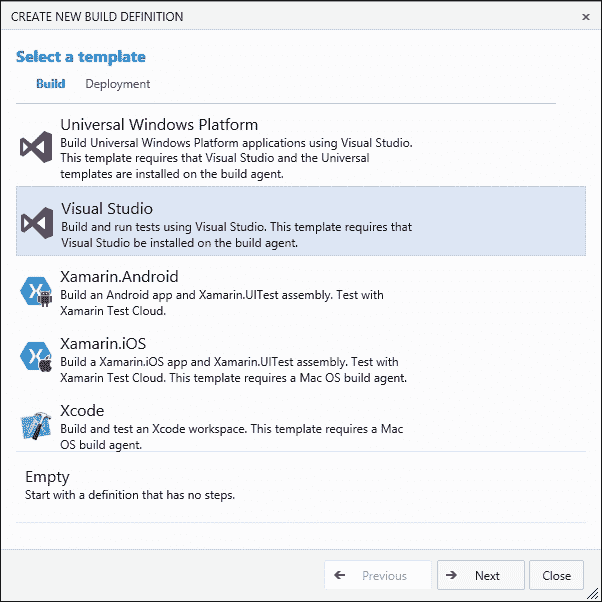 CREATE NEW BUILD DEFINITION
Select a template
Build Deployment
Universal Windows Platform
Build Universal Windows Platform applications using Visual Studio.
This template requires that Visual Studio and the Universal
templates are installed on the build agent.
Visual Studio
Build and run tests using Visual Studio. This template requires that
Visual Studio be installed on the build agent.
Xamarin.Android
Build an Android app and Xamarin.UITest assembly. Test with
Xamarin Test Cloud.
Xamarin.iOS
Build a Xamarin.iOS app and Xamarin.UITest assembly. Test with
Xamarin Test Cloud. This template requires a Mac OS build agent.
Xcode
Build and test an Xcode workspace. This template requires a Mac
OS build agent.
Empty
Start with a definition that has no steps.
Previous Next Close